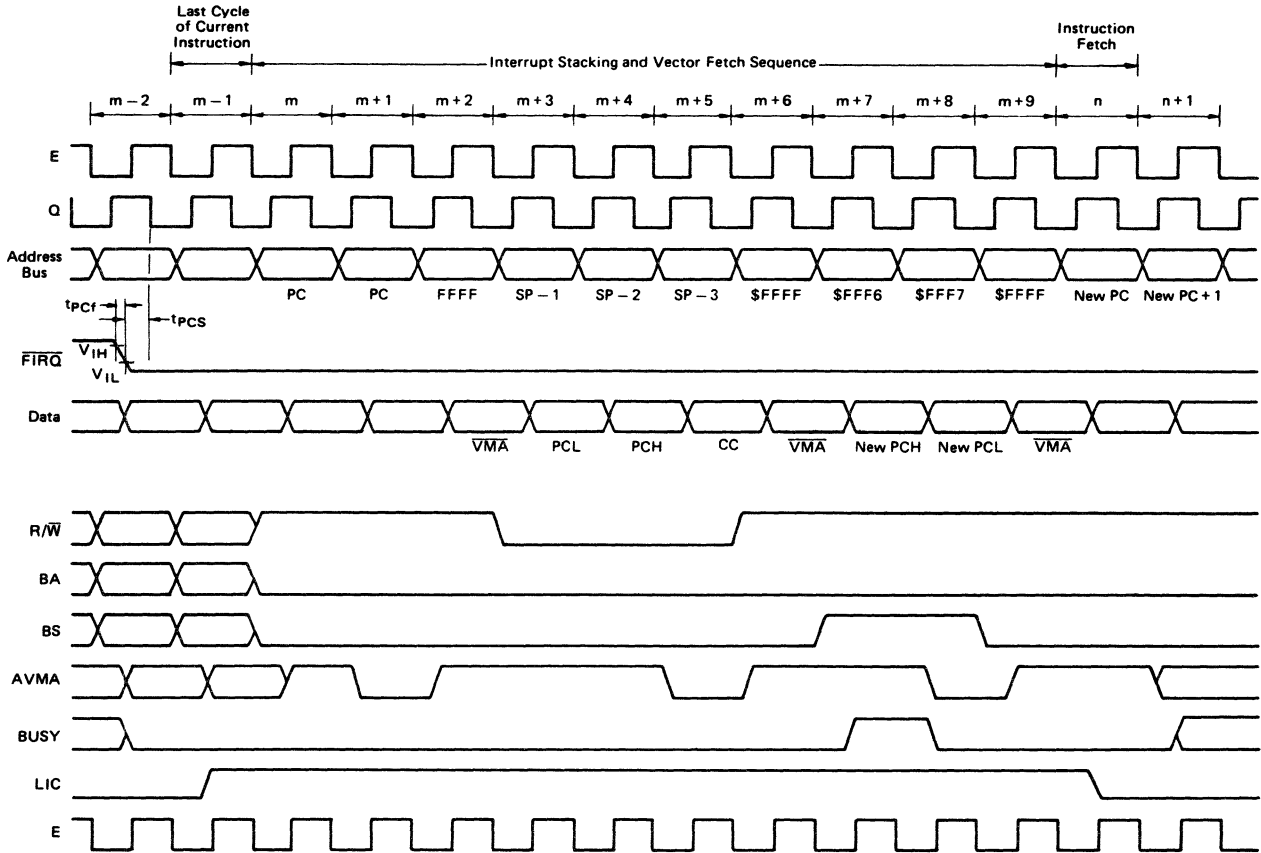 Last Cycle
of Current
Instruction
Instruction
Fetch
Interrupt Stacking and Vector Fetch Sequence
m − 2 m − 1 m m + 1 m + 2 m + 3 m + 4 m + 5 m + 6 m + 7 m + 8 m + 9 n n + 1
E
Q
Address
Bus
PC PC FFFF SP − 1 SP − 2 SP − 3 $FFFF $FFF6 $FFF7 $FFFF New PC New PC + 1
tPCf
tPCS
VIH
FIRQ
VIL
Data
VMA PCL PCH CC VMA New PCH New PCL VMA
R/W
BA
BS
AVMA
BUSY
LIC
E